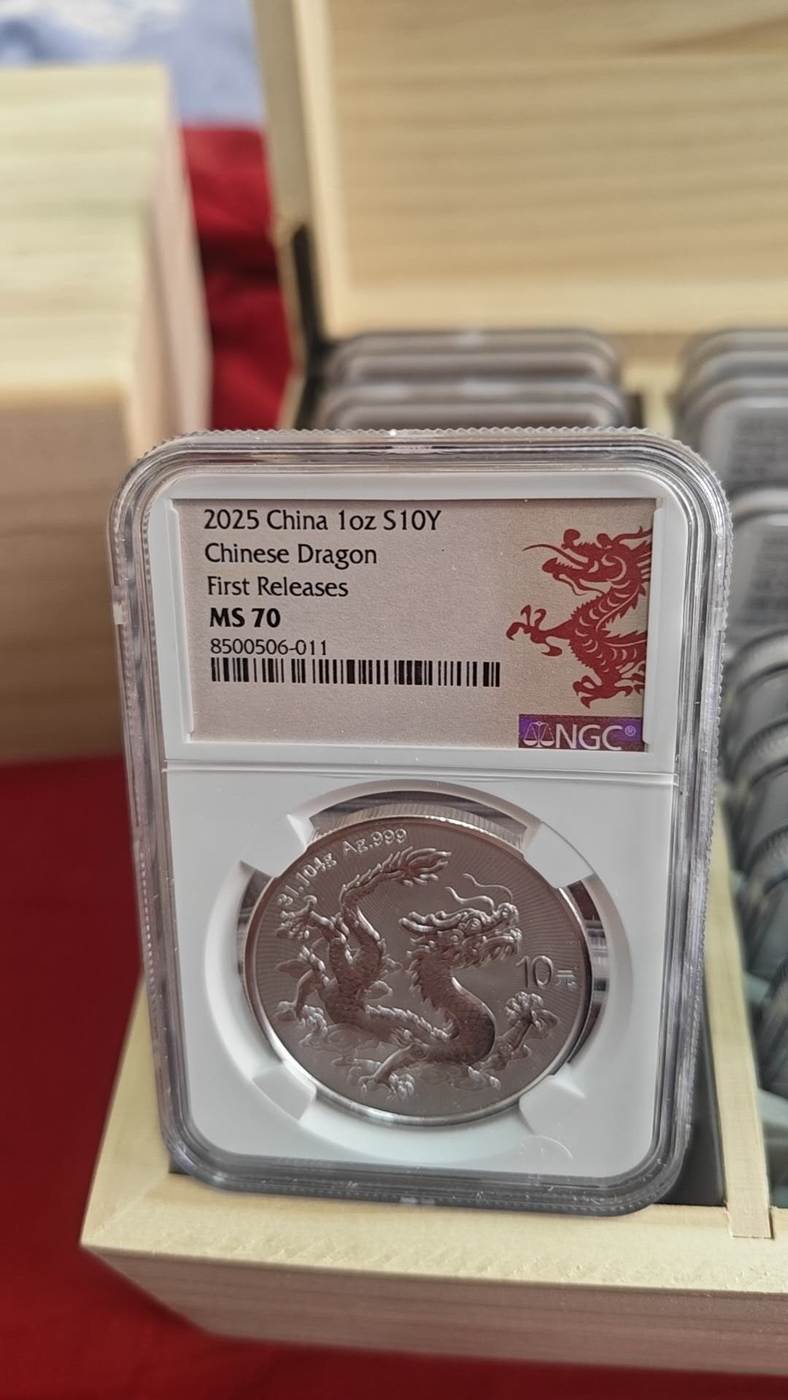 2025 China 1oz S10Y
Chinese Dragon
First Releases
MS 70
8500506-011
NGC®
31.104g Ag.999
10元